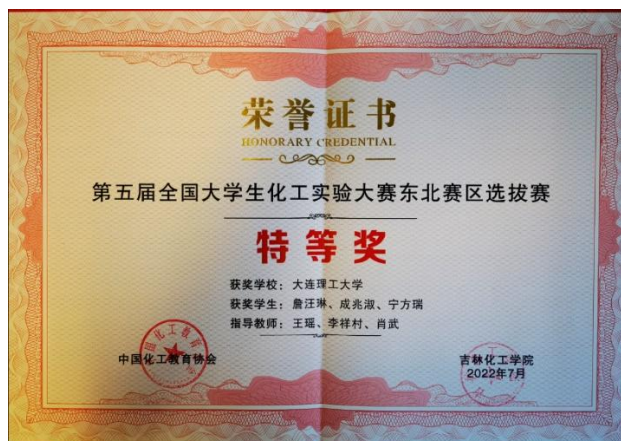 荣誉证书
HONORARY CREDENTIAL
第五届全国大学生化工实验大赛东北赛区选拔赛
特等奖
获奖学校：大连理工大学
获奖学生：詹汪琳、成兆淑、宁方瑞
指导教师：王瑶、李祥村、肖武
中国化工教育协会
吉林化工学院
2022年7月